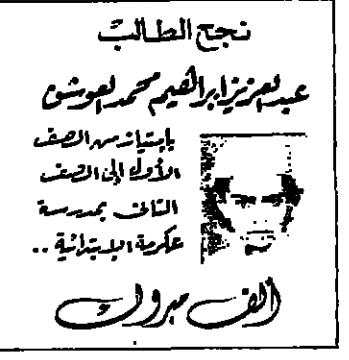 نجح الطالب
عبدالعزيز ابراهيم محمد العوشن
بامتياز من الصف
الأول إلى الصف
الثاني بمدرسة
عكرمة الابتدائية ..
ألف مبروك